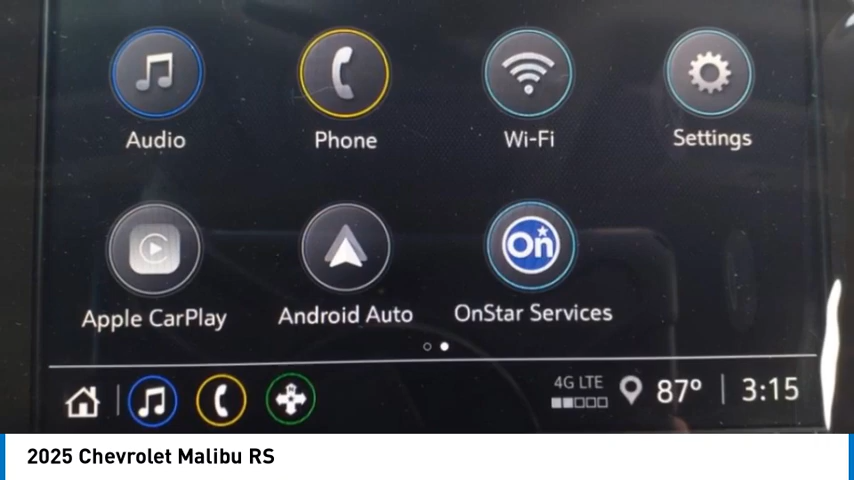 Audio Phone Wi-Fi Settings
On
Apple CarPlay Android Auto OnStar Services
4G LTE 87° 3:15
2025 Chevrolet Malibu RS